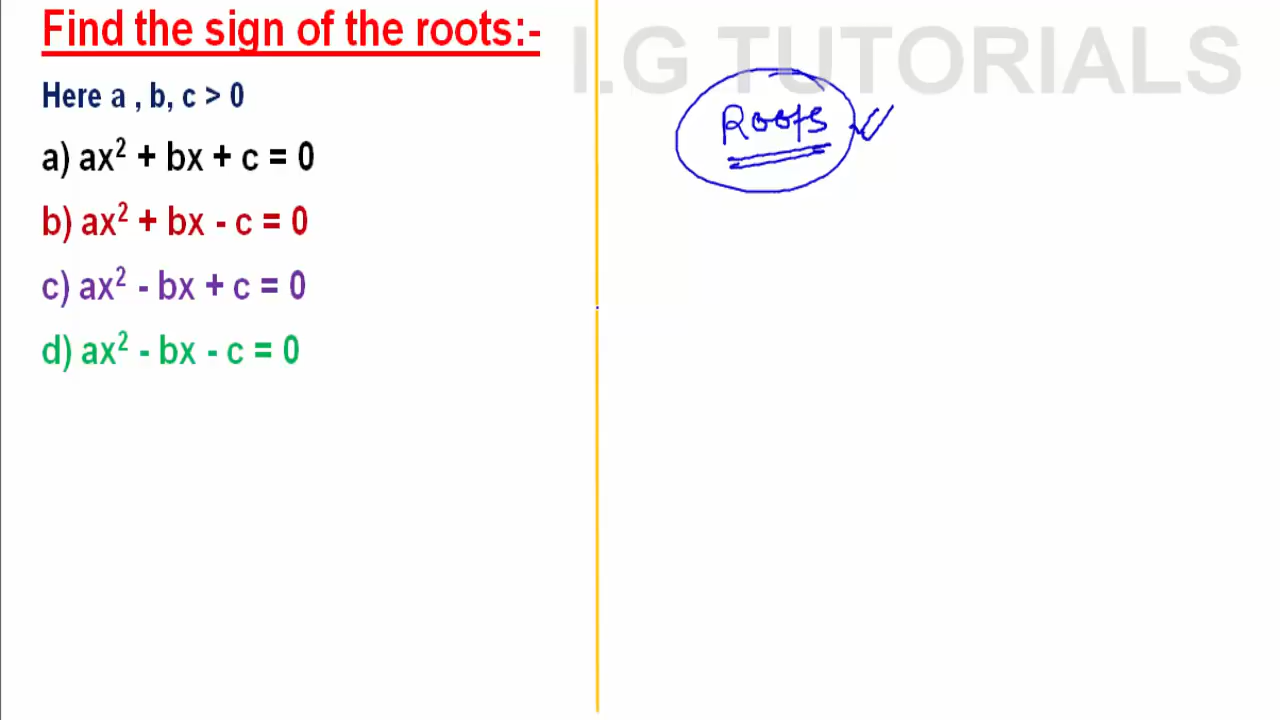 Find the sign of the roots:-
I.G TUTORIALS
Here a , b, c > 0
Roots
a) ax² + bx + c = 0
b) ax² + bx - c = 0
c) ax² - bx + c = 0
d) ax² - bx - c = 0